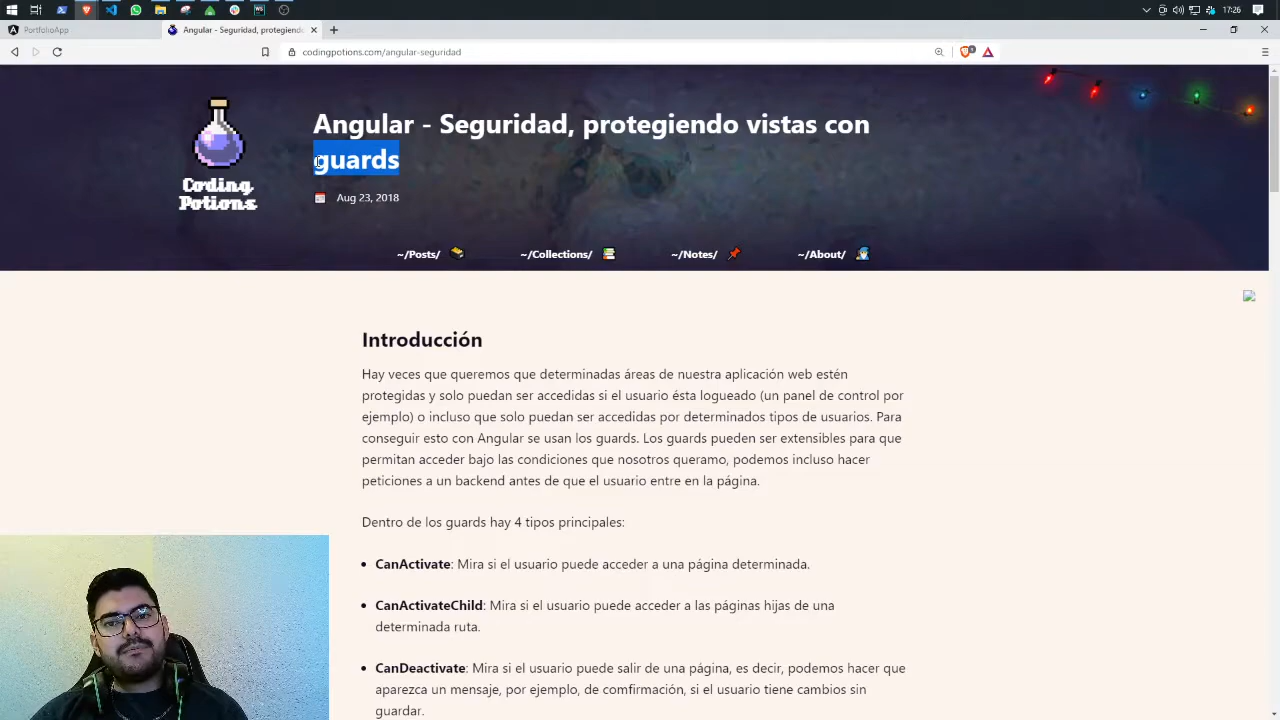 17:26
PortfolioApp
Angular - Seguridad, protegiendo
codingpotions.com/angular-seguridad
Coding
Potions
Angular - Seguridad, protegiendo vistas con
guards
Aug 23, 2018
~/Posts/
~/Collections/
~/Notes/
~/About/
Introducción
Hay veces que queremos que determinadas áreas de nuestra aplicación web estén
protegidas y solo puedan ser accedidas si el usuario ésta logueado (un panel de control por
ejemplo) o incluso que solo puedan ser accedidas por determinados tipos de usuarios. Para
conseguir esto con Angular se usan los guards. Los guards pueden ser extensibles para que
permitan acceder bajo las condiciones que nosotros queramo, podemos incluso hacer
peticiones a un backend antes de que el usuario entre en la página.
Dentro de los guards hay 4 tipos principales:
• CanActivate: Mira si el usuario puede acceder a una página determinada.
• CanActivateChild: Mira si el usuario puede acceder a las páginas hijas de una
determinada ruta.
• CanDeactivate: Mira si el usuario puede salir de una página, es decir, podemos hacer que
aparezca un mensaje, por ejemplo, de comfirmación, si el usuario tiene cambios sin
guardar.